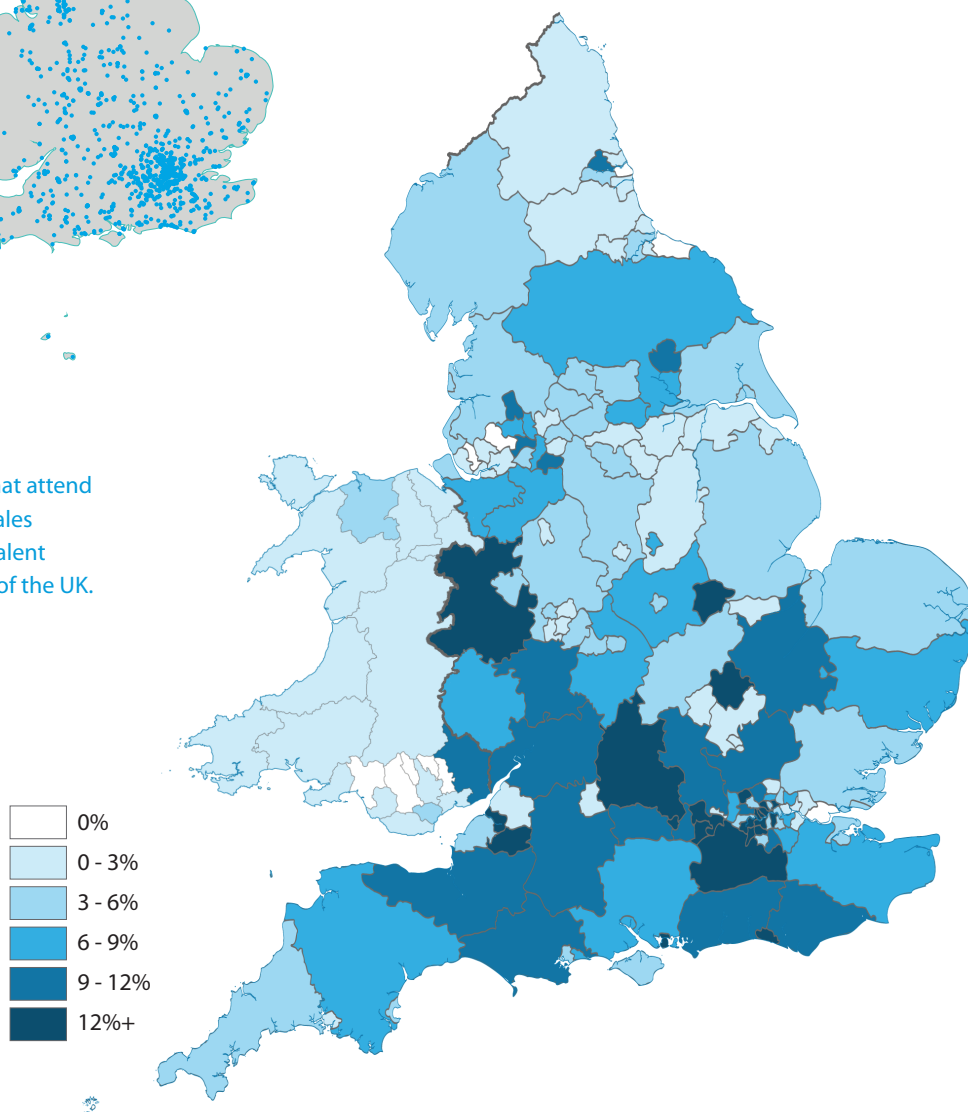 at attend
ales
alent
of the UK.
0%
0 - 3%
3 - 6%
6 - 9%
9 - 12%
12%+